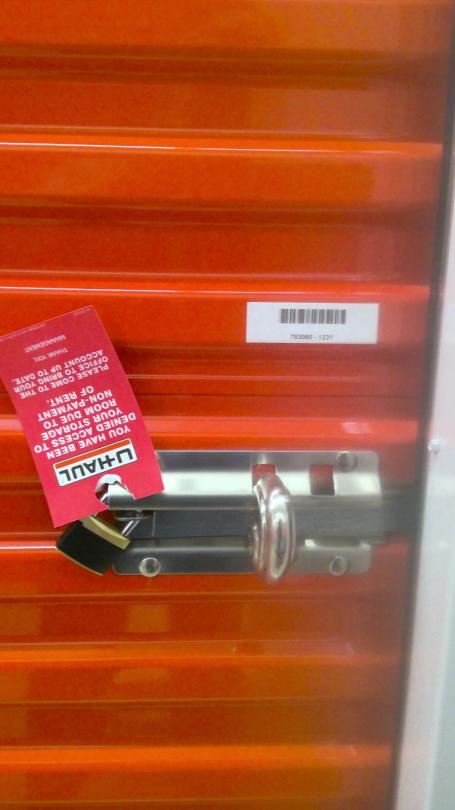 793080 - 1231
U-HAUL
YOU HAVE BEEN
DENIED ACCESS TO
YOUR STORAGE
ROOM DUE TO
NON-PAYMENT
OF RENT.
PLEASE COME TO THE
OFFICE TO BRING YOUR
ACCOUNT UP TO DATE.
THANK YOU,
MANAGEMENT